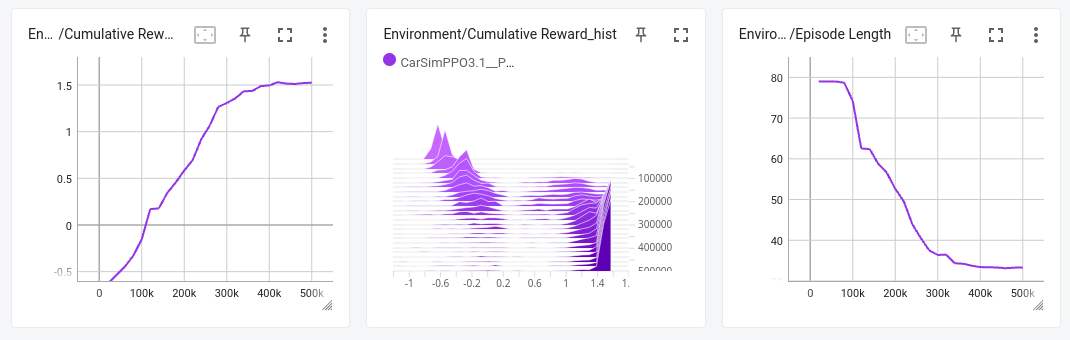 En... /Cumulative Rew...
1.5
1
0.5
0
-0.5
0 100k 200k 300k 400k 500k
Environment/Cumulative Reward_hist
CarSimPPO3.1__P...
100000
200000
300000
400000
500000
-1 -0.6 -0.2 0.2 0.6 1 1.4 1.
Enviro... /Episode Length
80
70
60
50
40
0 100k 200k 300k 400k 500k